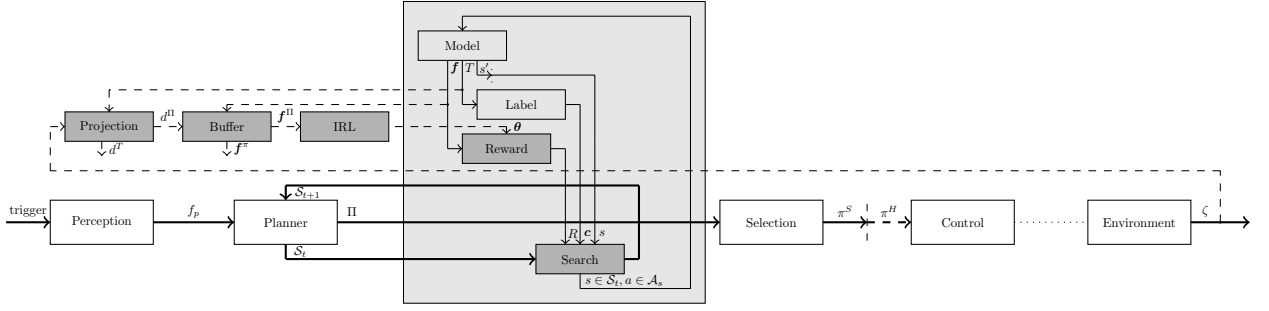 Model
𝒇 T s′
Label
Projection
d^Π
Buffer
𝒇^Π
IRL
𝜽
Reward
d^T
𝒇^π
𝒮_{t+1}
trigger
Perception
f_p
Planner
Π
Selection
π^S
π^H
Control
Environment
ζ
R 𝒄 s
𝒮_t
Search
s ∈ 𝒮_t, a ∈ 𝒜_s